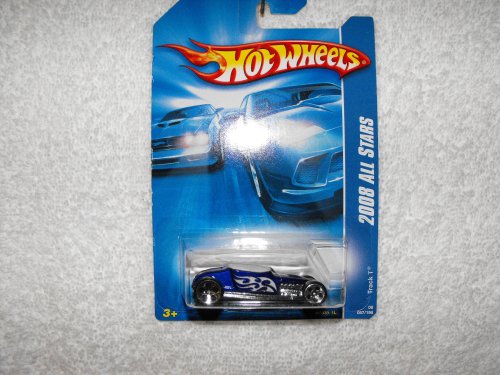 HOT WHEELS
2008 ALL STARS
Track T
3+